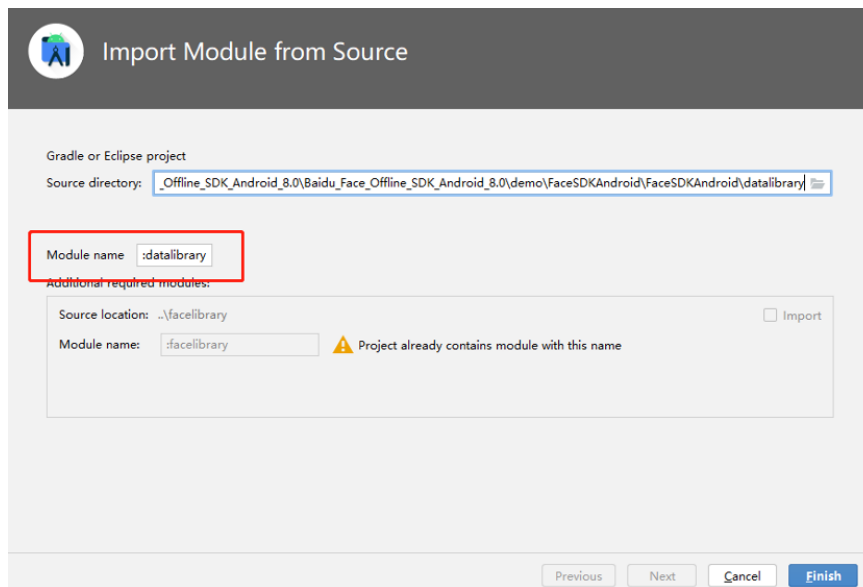 Import Module from Source
Gradle or Eclipse project
Source directory: _Offline_SDK_Android_8.0\Baidu_Face_Offline_SDK_Android_8.0\demo\FaceSDKAndroid\FaceSDKAndroid\datalibrary
Module name :datalibrary
Additional required modules:
Source location: ..\facelibrary Import
Module name: :facelibrary Project already contains module with this name
Previous Next Cancel Finish